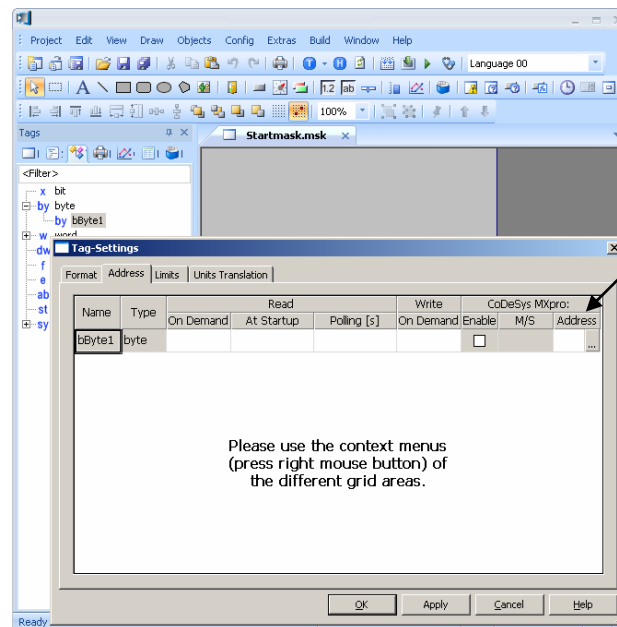 Project Edit View Draw Objects Config Extras Build Window Help
Language 00
A 1.2 ab
100%
Tags
Startmask.msk
<Filter>
x bit
by byte
by bByte1
w word
dw
f
e
ab
st
sy
Tag-Settings
Format Address Limits Units Translation
Name Type Read Write CoDeSys MXpro:
On Demand At Startup Polling [s] On Demand Enable M/S Address
bByte1 byte ...
Please use the context menus
(press right mouse button) of
the different grid areas.
OK Apply Cancel Help
Ready